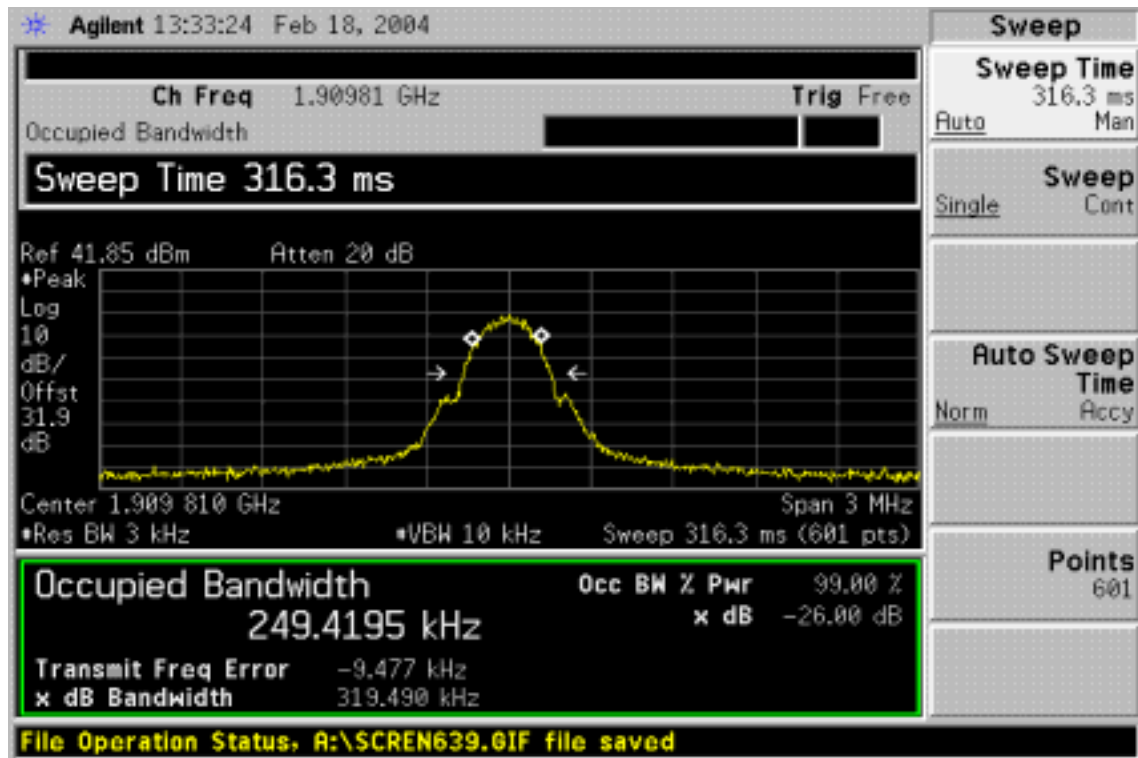 Agilent 13:33:24 Feb 18, 2004
Ch Freq 1.90981 GHz Trig Free
Occupied Bandwidth
Sweep Time 316.3 ms
Ref 41.85 dBm Atten 20 dB
Peak
Log
10
dB/
Offst
31.9
dB
Center 1.909 810 GHz Span 3 MHz
Res BW 3 kHz VBW 10 kHz Sweep 316.3 ms (601 pts)
Occupied Bandwidth
249.4195 kHz
Occ BW % Pwr 99.00 %
x dB -26.00 dB
Transmit Freq Error -9.477 kHz
x dB Bandwidth 319.490 kHz
File Operation Status, A:\SCREN639.GIF file saved
Sweep
Sweep Time
316.3 ms
Auto Man
Sweep
Single Cont
Auto Sweep
Time
Norm Accy
Points
601